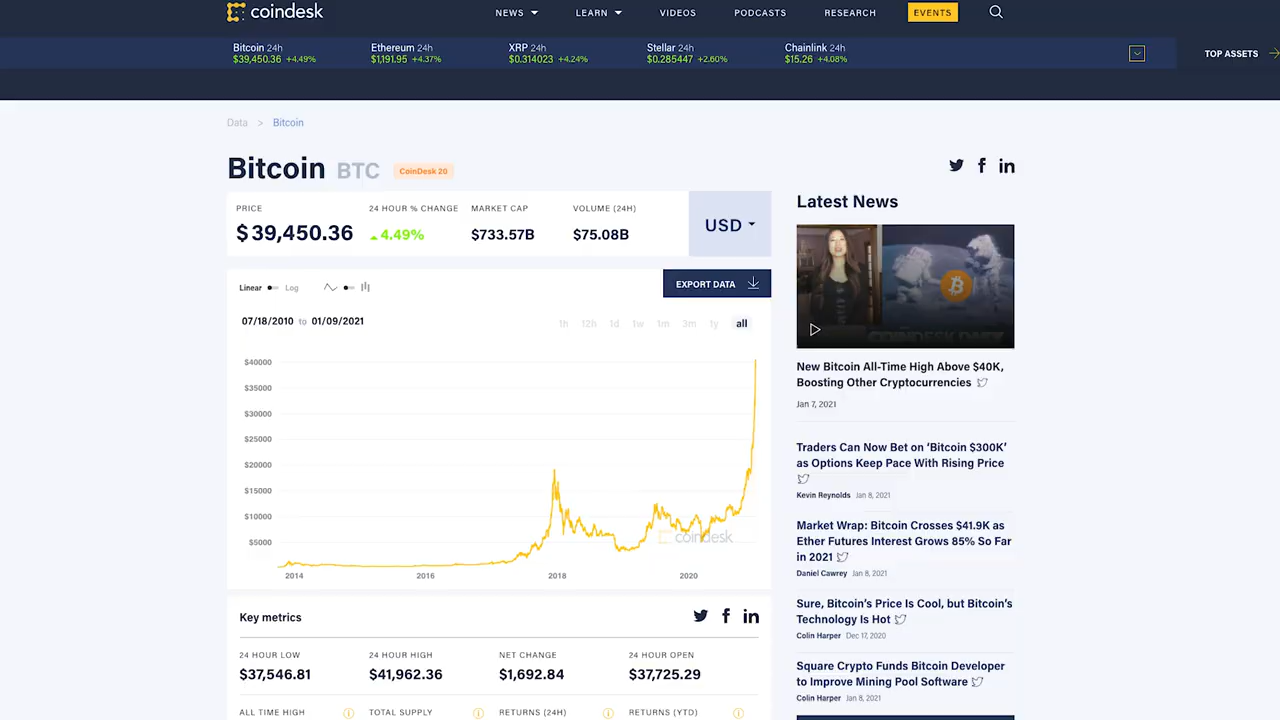 coindesk
NEWS
LEARN
VIDEOS
PODCASTS
RESEARCH
EVENTS
Bitcoin 24h
$39,450.36 +4.49%
Ethereum 24h
$1,191.95 +4.37%
XRP 24h
$0.314023 +4.24%
Stellar 24h
$0.285447 +2.60%
Chainlink 24h
$15.26 +4.08%
TOP ASSETS
Data > Bitcoin
Bitcoin BTC CoinDesk 20
PRICE
$39,450.36
24 HOUR % CHANGE
4.49%
MARKET CAP
$733.57B
VOLUME (24H)
$75.08B
USD
Linear Log
EXPORT DATA
07/18/2010 to 01/09/2021
1h 12h 1d 1w 1m 3m 1y all
$40000
$35000
$30000
$25000
$20000
$15000
$10000
$5000
coindesk
2014 2016 2018 2020
Key metrics
24 HOUR LOW
$37,546.81
24 HOUR HIGH
$41,962.36
NET CHANGE
$1,692.84
24 HOUR OPEN
$37,725.29
ALL TIME HIGH
TOTAL SUPPLY
RETURNS (24H)
RETURNS (YTD)
Latest News
New Bitcoin All-Time High Above $40K,
Boosting Other Cryptocurrencies
Jan 7, 2021
Traders Can Now Bet on ‘Bitcoin $300K’
as Options Keep Pace With Rising Price
Kevin Reynolds Jan 8, 2021
Market Wrap: Bitcoin Crosses $41.9K as
Ether Futures Interest Grows 85% So Far
in 2021
Daniel Cawrey Jan 8, 2021
Sure, Bitcoin’s Price Is Cool, but Bitcoin’s
Technology Is Hot
Colin Harper Dec 17, 2020
Square Crypto Funds Bitcoin Developer
to Improve Mining Pool Software
Colin Harper Jan 8, 2021